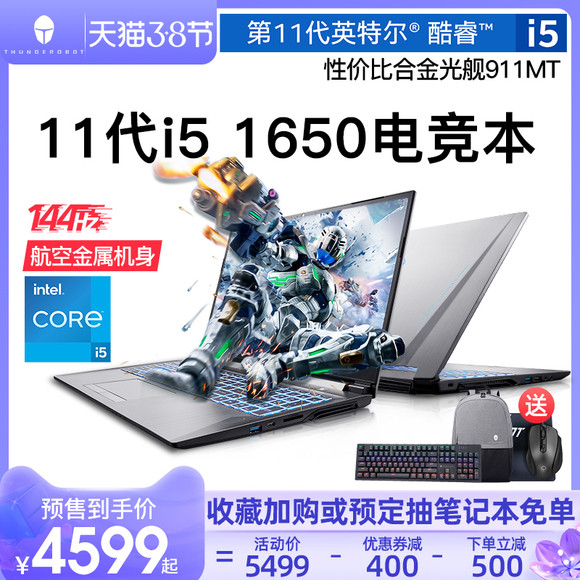 THUNDEROBOT
天猫3.8节
第11代英特尔® 酷睿™ i5
性价比合金光舰911MT
11代i5 1650电竞本
144Hz
航空金属机身
intel.
CORE
i5
送
预售到手价
¥4599起
收藏加购或预定抽笔记本免单
= 活动价 5499 - 优惠券减 400 - 下单立减 500